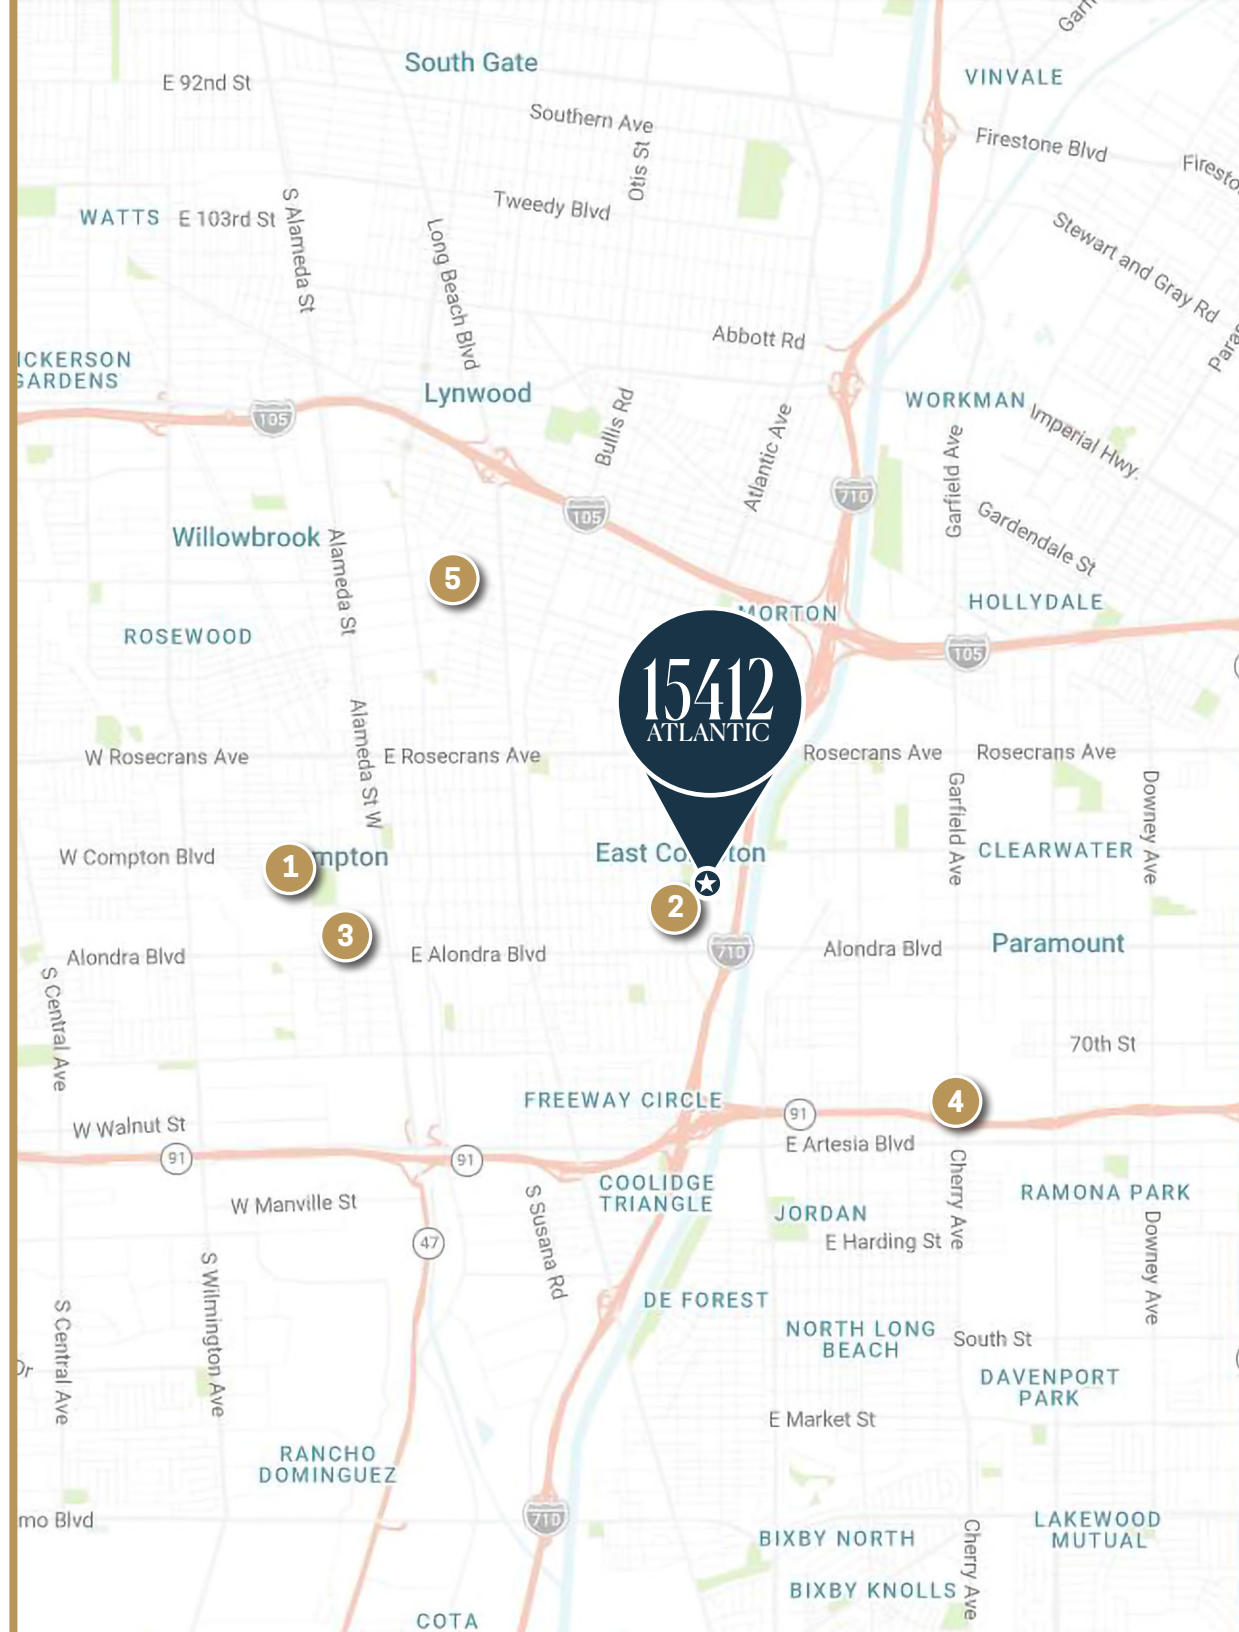 Garf
South Gate
VINVALE
E 92nd St
Southern Ave
Firestone Blvd
Otis St
Firesto
Tweedy Blvd
WATTS
E 103rd St
S Alameda St
Long Beach Blvd
Stewart and Gray Rd
Abbott Rd
Para
ICKERSON
GARDENS
Lynwood
WORKMAN
Imperial Hwy.
105
Bullis Rd
Atlantic Ave
Garfield Ave
710
105
Gardendale St
Willowbrook
Alameda St
5
HOLLYDALE
MORTON
ROSEWOOD
105
15412
ATLANTIC
Alameda St W
W Rosecrans Ave
E Rosecrans Ave
Rosecrans Ave
Rosecrans Ave
Garfield Ave
Downey Ave
W Compton Blvd
1
mpton
East Co
ton
CLEARWATER
2
3
Alondra Blvd
E Alondra Blvd
710
Alondra Blvd
Paramount
S Central Ave
70th St
FREEWAY CIRCLE
4
91
W Walnut St
E Artesia Blvd
91
91
COOLIDGE
TRIANGLE
Cherry Ave
W Manville St
S Susana Rd
JORDAN
RAMONA PARK
47
E Harding St
Downey Ave
S Wilmington Ave
DE FOREST
S Central Ave
NORTH LONG
BEACH
South St
Dr
DAVENPORT
PARK
E Market St
RANCHO
DOMINGUEZ
mo Blvd
710
LAKEWOOD
MUTUAL
BIXBY NORTH
Cherry Ave
BIXBY KNOLLS
COTA